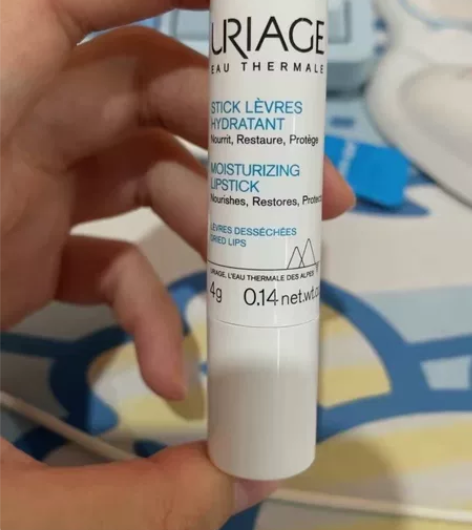 URIAGE
EAU THERMALE
STICK LÈVRES
HYDRATANT
Nourrit, Restaure, Protège
MOISTURIZING
LIPSTICK
Nourishes, Restores, Protec
LÈVRES DESSÉCHÉES
DRIED LIPS
URIAGE, L'EAU THERMALE DES ALPES
4g 0.14 net.wt.o